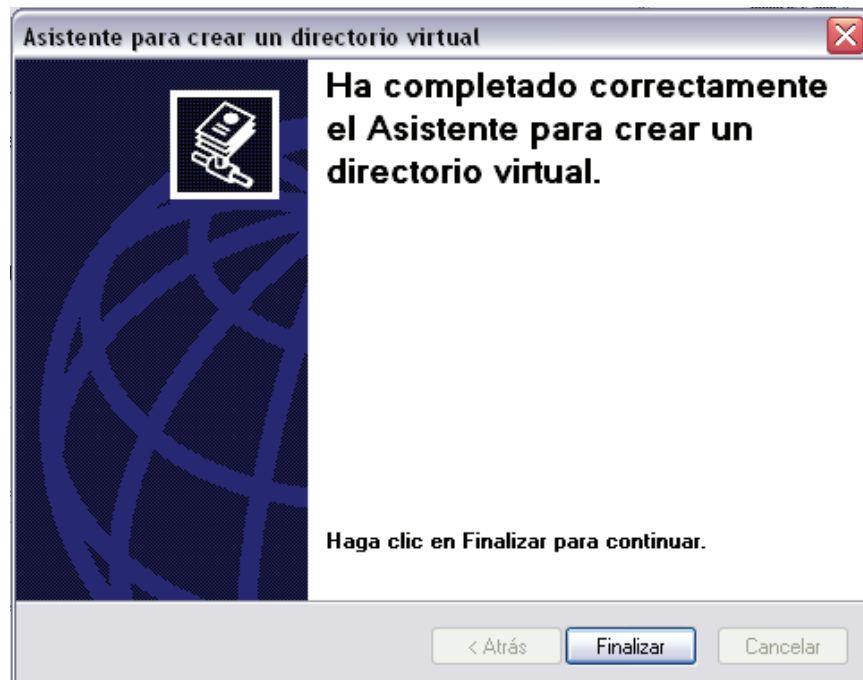 Asistente para crear un directorio virtual
Ha completado correctamente
el Asistente para crear un
directorio virtual.
Haga clic en Finalizar para continuar.
< Atrás
Finalizar
Cancelar